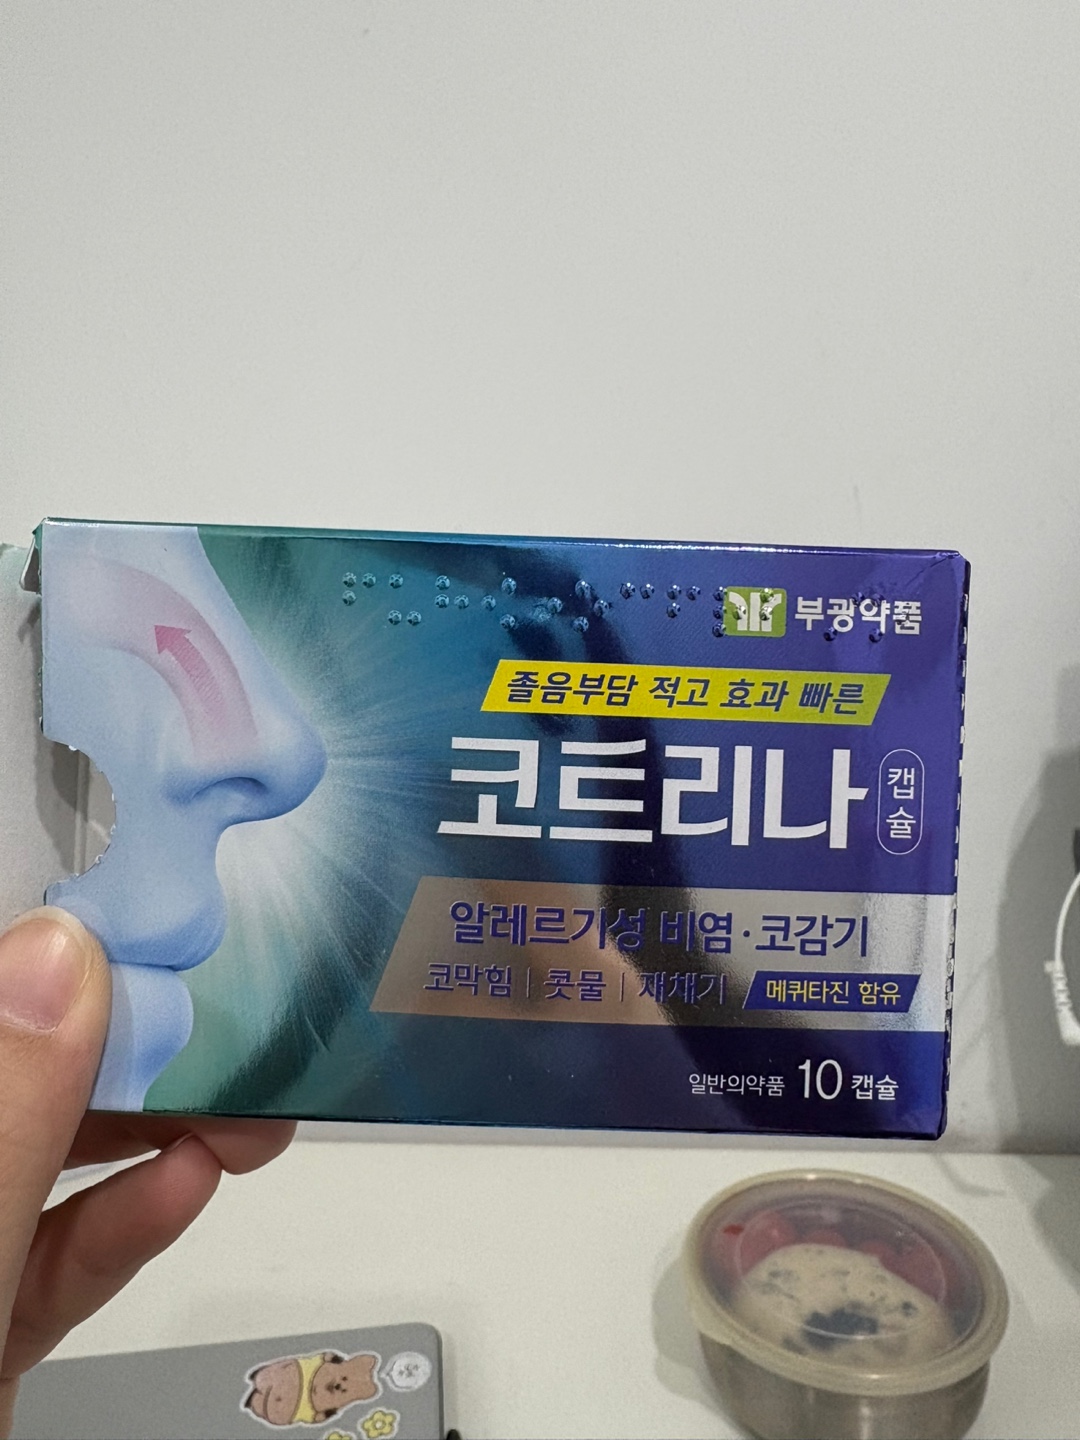 부광약품
졸음부담 적고 효과 빠른
코트리나 캡슐
알레르기성 비염·코감기
코막힘 | 콧물 | 재채기 메퀴타진 함유
일반의약품 10 캡슐